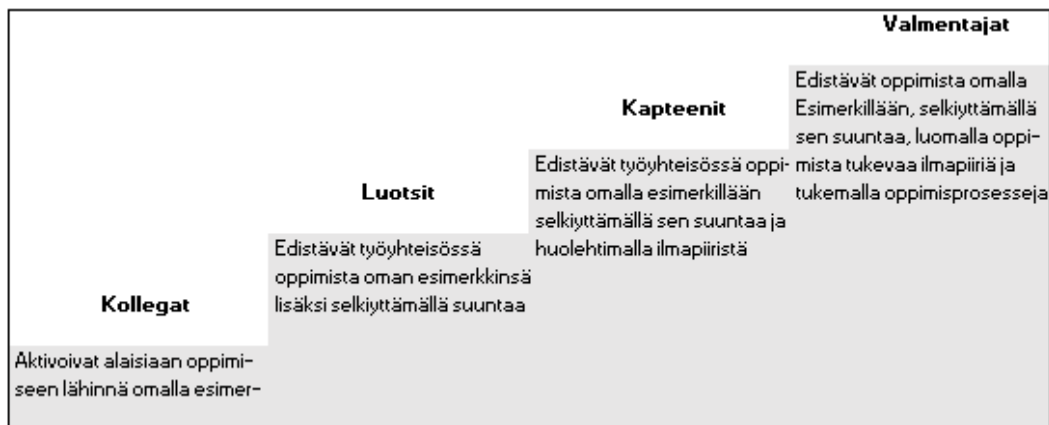 Valmentajat
Edistävät oppimista omalla
Esimerkillään, selkiyttämällä
sen suuntaa, luomalla oppi-
mista tukevaa ilmapiiriä ja
tukemalla oppimisprosesseja
Kapteenit
Edistävät työyhteisössä oppi-
mista omalla esimerkillään
selkiyttämällä sen suuntaa ja
huolehtimalla ilmapiiristä
Luotsit
Edistävät työyhteisössä
oppimista oman esimerkkinsä
lisäksi selkiyttämällä suuntaa
Kollegat
Aktivoivat alaisiaan oppimi-
seen lähinnä omalla esimer-